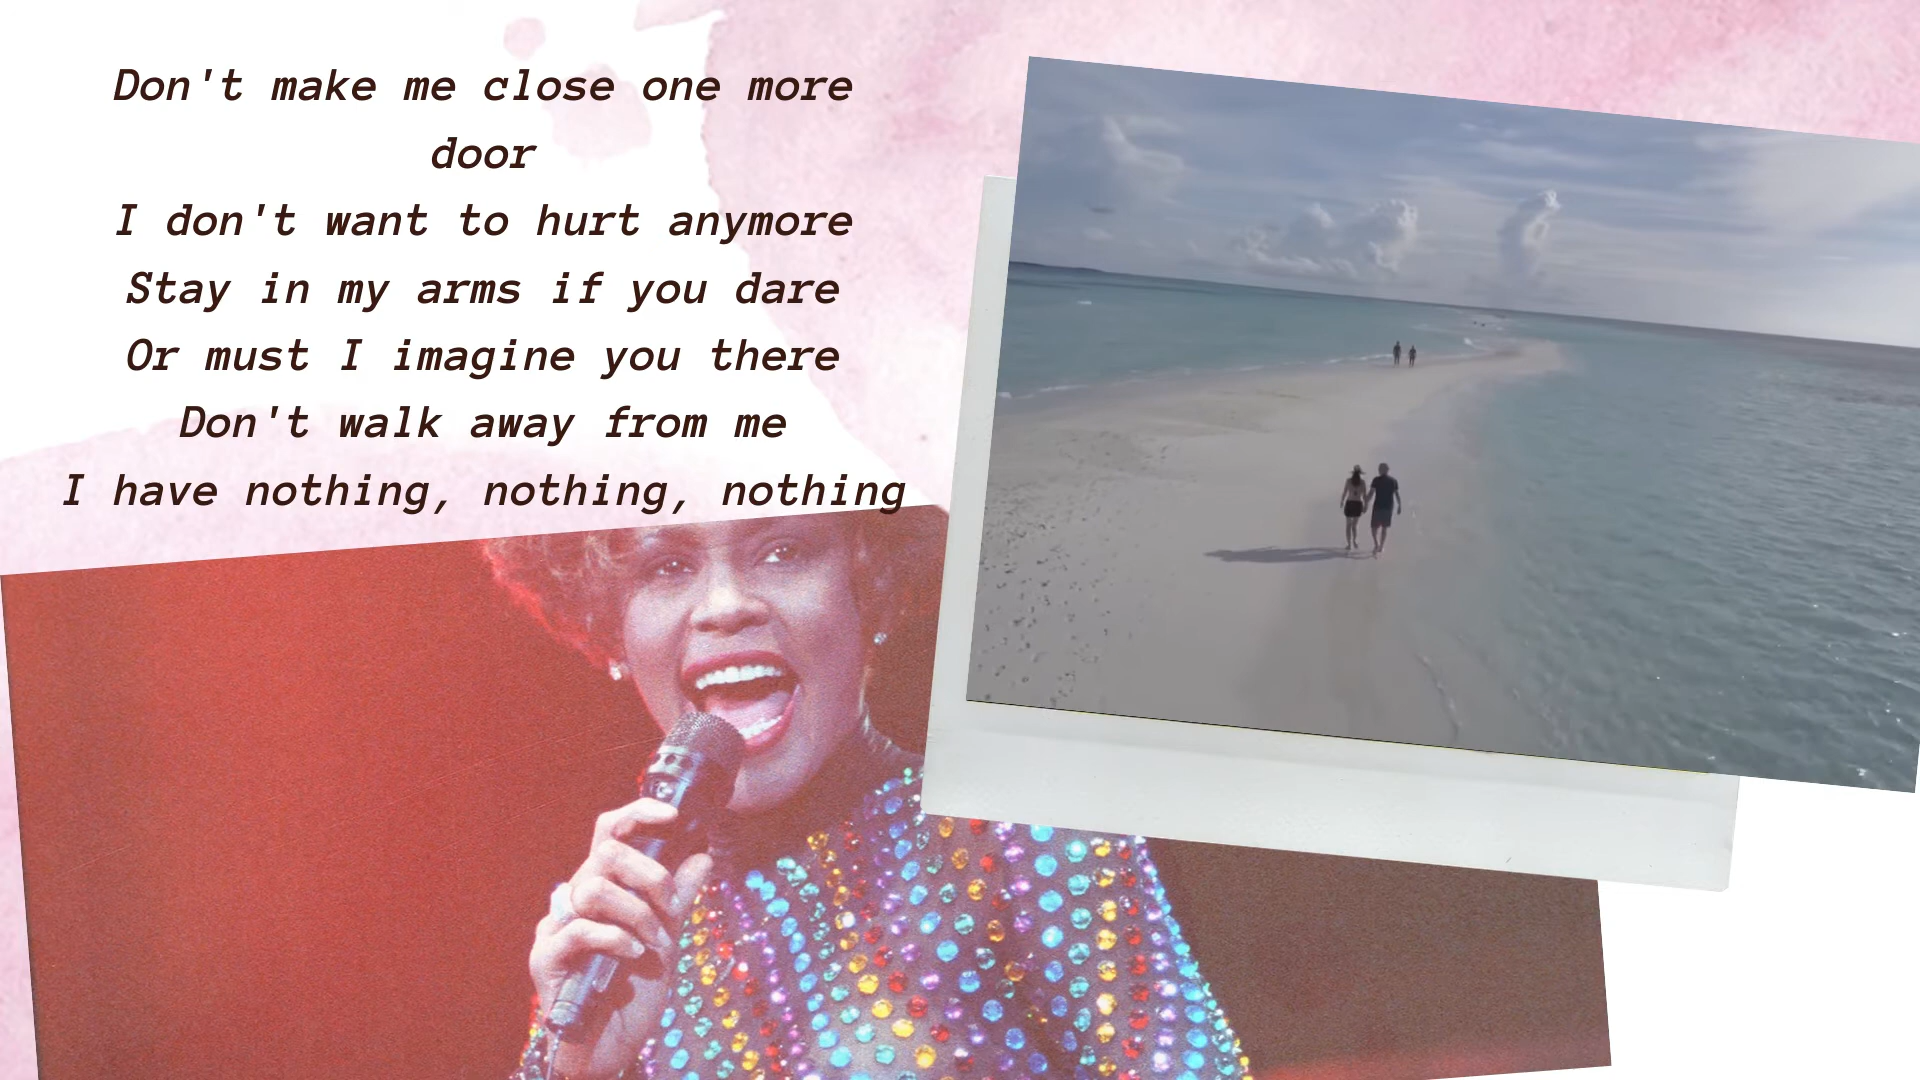 Don't make me close one more
door
I don't want to hurt anymore
Stay in my arms if you dare
Or must I imagine you there
Don't walk away from me
I have nothing, nothing, nothing